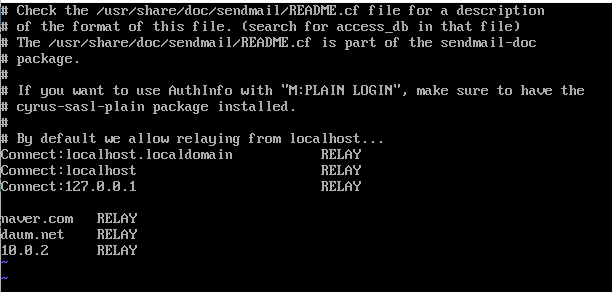 # Check the /usr/share/doc/sendmail/README.cf file for a description
# of the format of this file. (search for access_db in that file)
# The /usr/share/doc/sendmail/README.cf is part of the sendmail-doc
# package.
#
# If you want to use AuthInfo with "M:PLAIN LOGIN", make sure to have the
# cyrus-sasl-plain package installed.
#
# By default we allow relaying from localhost...
Connect:localhost.localdomain RELAY
Connect:localhost RELAY
Connect:127.0.0.1 RELAY
naver.com RELAY
daum.net RELAY
10.0.2 RELAY
~
~